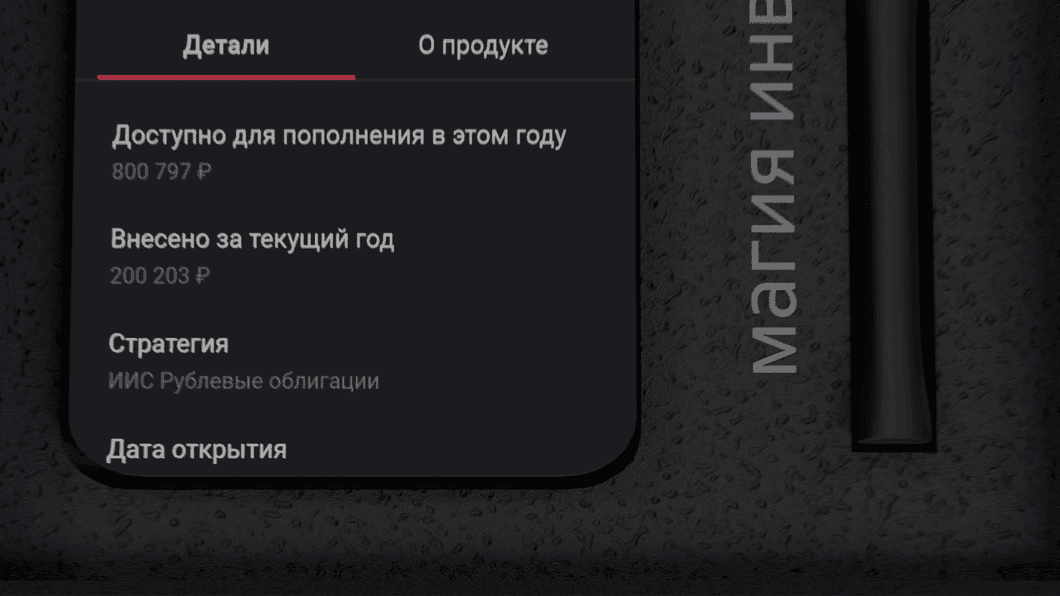 Детали
О продукте
Доступно для пополнения в этом году
800 797 ₽
Внесено за текущий год
200 203 ₽
Стратегия
ИИС Рублевые облигации
Дата открытия
магия инв